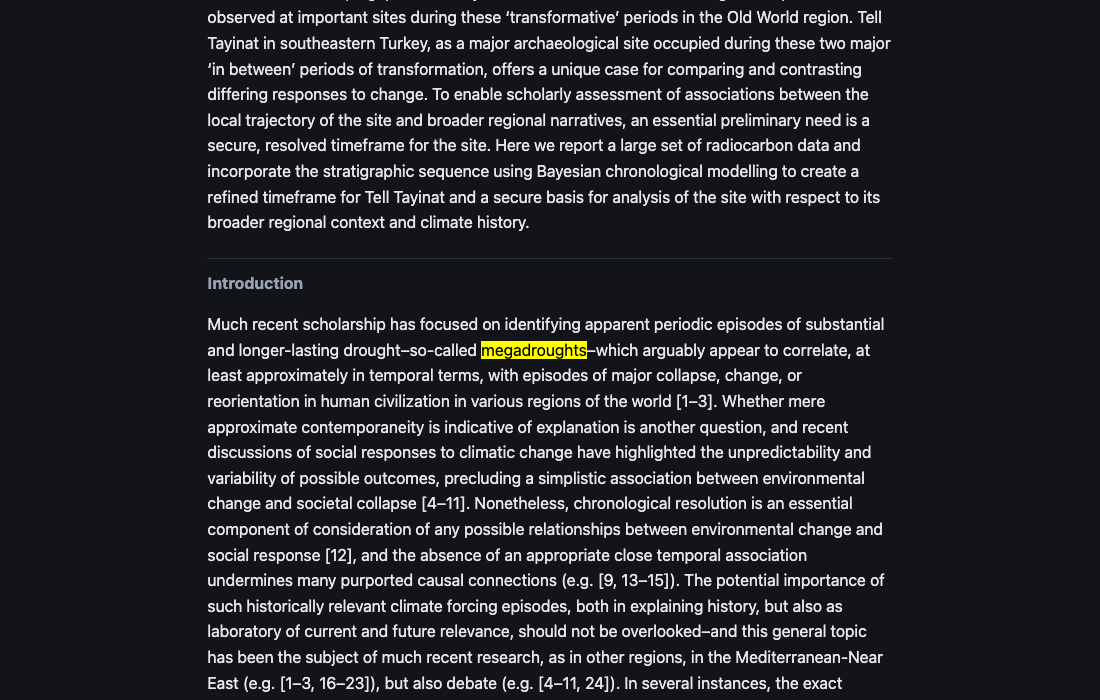 observed at important sites during these ‘transformative’ periods in the Old World region. Tell
Tayinat in southeastern Turkey, as a major archaeological site occupied during these two major
‘in between’ periods of transformation, offers a unique case for comparing and contrasting
differing responses to change. To enable scholarly assessment of associations between the
local trajectory of the site and broader regional narratives, an essential preliminary need is a
secure, resolved timeframe for the site. Here we report a large set of radiocarbon data and
incorporate the stratigraphic sequence using Bayesian chronological modelling to create a
refined timeframe for Tell Tayinat and a secure basis for analysis of the site with respect to its
broader regional context and climate history.
Introduction
Much recent scholarship has focused on identifying apparent periodic episodes of substantial
and longer-lasting drought–so-called megadroughts–which arguably appear to correlate, at
least approximately in temporal terms, with episodes of major collapse, change, or
reorientation in human civilization in various regions of the world [1–3]. Whether mere
approximate contemporaneity is indicative of explanation is another question, and recent
discussions of social responses to climatic change have highlighted the unpredictability and
variability of possible outcomes, precluding a simplistic association between environmental
change and societal collapse [4–11]. Nonetheless, chronological resolution is an essential
component of consideration of any possible relationships between environmental change and
social response [12], and the absence of an appropriate close temporal association
undermines many purported causal connections (e.g. [9, 13–15]). The potential importance of
such historically relevant climate forcing episodes, both in explaining history, but also as
laboratory of current and future relevance, should not be overlooked–and this general topic
has been the subject of much recent research, as in other regions, in the Mediterranean-Near
East (e.g. [1–3, 16–23]), but also debate (e.g. [4–11, 24]). In several instances, the exact